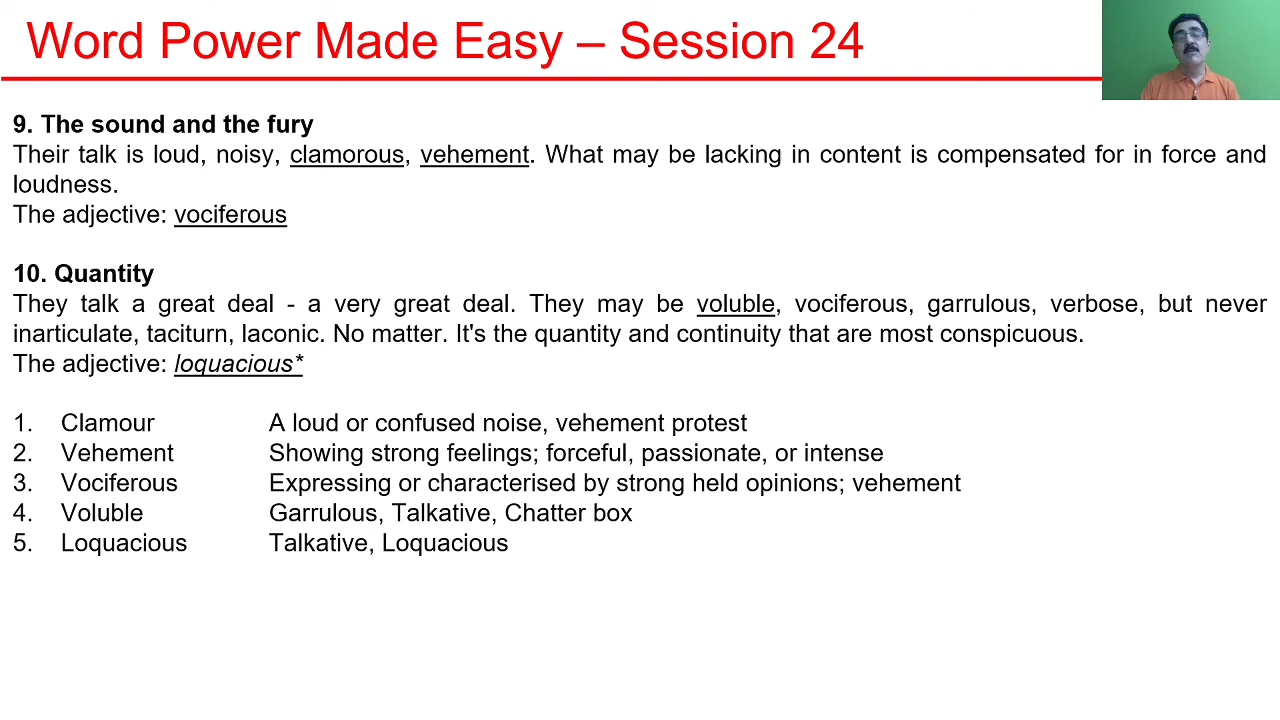 Word Power Made Easy – Session 24
9. The sound and the fury
Their talk is loud, noisy, clamorous, vehement. What may be lacking in content is compensated for in force and
loudness.
The adjective: vociferous
10. Quantity
They talk a great deal - a very great deal. They may be voluble, vociferous, garrulous, verbose, but never
inarticulate, taciturn, laconic. No matter. It's the quantity and continuity that are most conspicuous.
The adjective: loquacious*
1. Clamour A loud or confused noise, vehement protest
2. Vehement Showing strong feelings; forceful, passionate, or intense
3. Vociferous Expressing or characterised by strong held opinions; vehement
4. Voluble Garrulous, Talkative, Chatter box
5. Loquacious Talkative, Loquacious